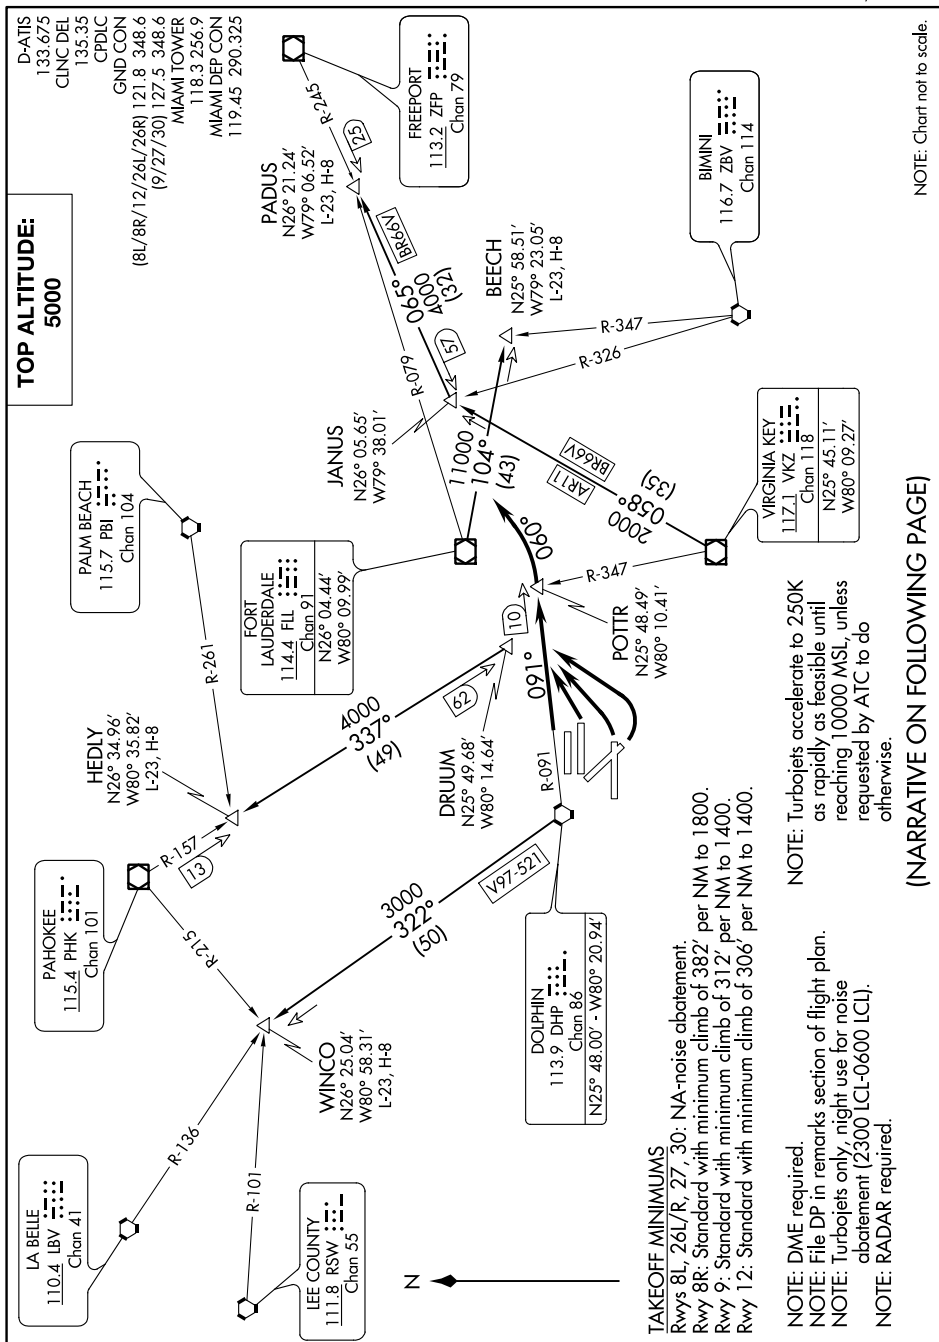 D-ATIS
133.675
CLNC DEL
135.35
CPDLC
GND CON
(8L/8R/12/26L/26R) 121.8 348.6
(9/27/30) 127.5 348.6
MIAMI TOWER
118.3 256.9
MIAMI DEP CON
119.45 290.325
TOP ALTITUDE:
5000
LA BELLE
110.4 LBV
Chan 41
R-136
LEE COUNTY
111.8 RSW
Chan 55
R-101
PAHOKEE
115.4 PHK
Chan 101
R-215
R-157
13
WINCO
N26° 25.04'
W80° 58.31'
L-23, H-8
PALM BEACH
115.7 PBI
Chan 104
R-261
HEDLY
N26° 34.96'
W80° 35.82'
L-23, H-8
4000
337°
(49)
62
3000
322°
(50)
V97-521
DOLPHIN
113.9 DHP
Chan 86
N25° 48.00' - W80° 20.94'
DRUUM
N25° 49.68'
W80° 14.64'
R-091
091°
10
060°
FORT
LAUDERDALE
114.4 FLL
Chan 91
N26° 04.44'
W80° 09.99'
POTTR
N25° 48.49'
W80° 10.41'
R-347
JANUS
N26° 05.65'
W79° 38.01'
R-079
11000
104°
(43)
57
065°
4000
(32)
BR66V
PADUS
N26° 21.24'
W79° 06.52'
L-23, H-8
25
R-245
FREEPORT
113.2 ZFP
Chan 79
BEECH
N25° 58.51'
W79° 23.05'
L-23, H-8
R-347
R-326
BIMINI
116.7 ZBV
Chan 114
AR11
BR66V
2000
058°
(35)
VIRGINIA KEY
117.1 VKZ
Chan 118
N25° 45.11'
W80° 09.27'
N
TAKEOFF MINIMUMS
Rwys 8L, 26L/R, 27, 30: NA-noise abatement.
Rwy 8R: Standard with minimum climb of 382' per NM to 1800.
Rwy 9: Standard with minimum climb of 312' per NM to 1400.
Rwy 12: Standard with minimum climb of 306' per NM to 1400.
NOTE: DME required.
NOTE: File DP in remarks section of flight plan.
NOTE: Turbojets only, night use for noise
abatement (2300 LCL-0600 LCL).
NOTE: RADAR required.
NOTE: Turbojets accelerate to 250K
as rapidly as feasible until
reaching 10000 MSL, unless
requested by ATC to do
otherwise.
(NARRATIVE ON FOLLOWING PAGE)
NOTE: Chart not to scale.